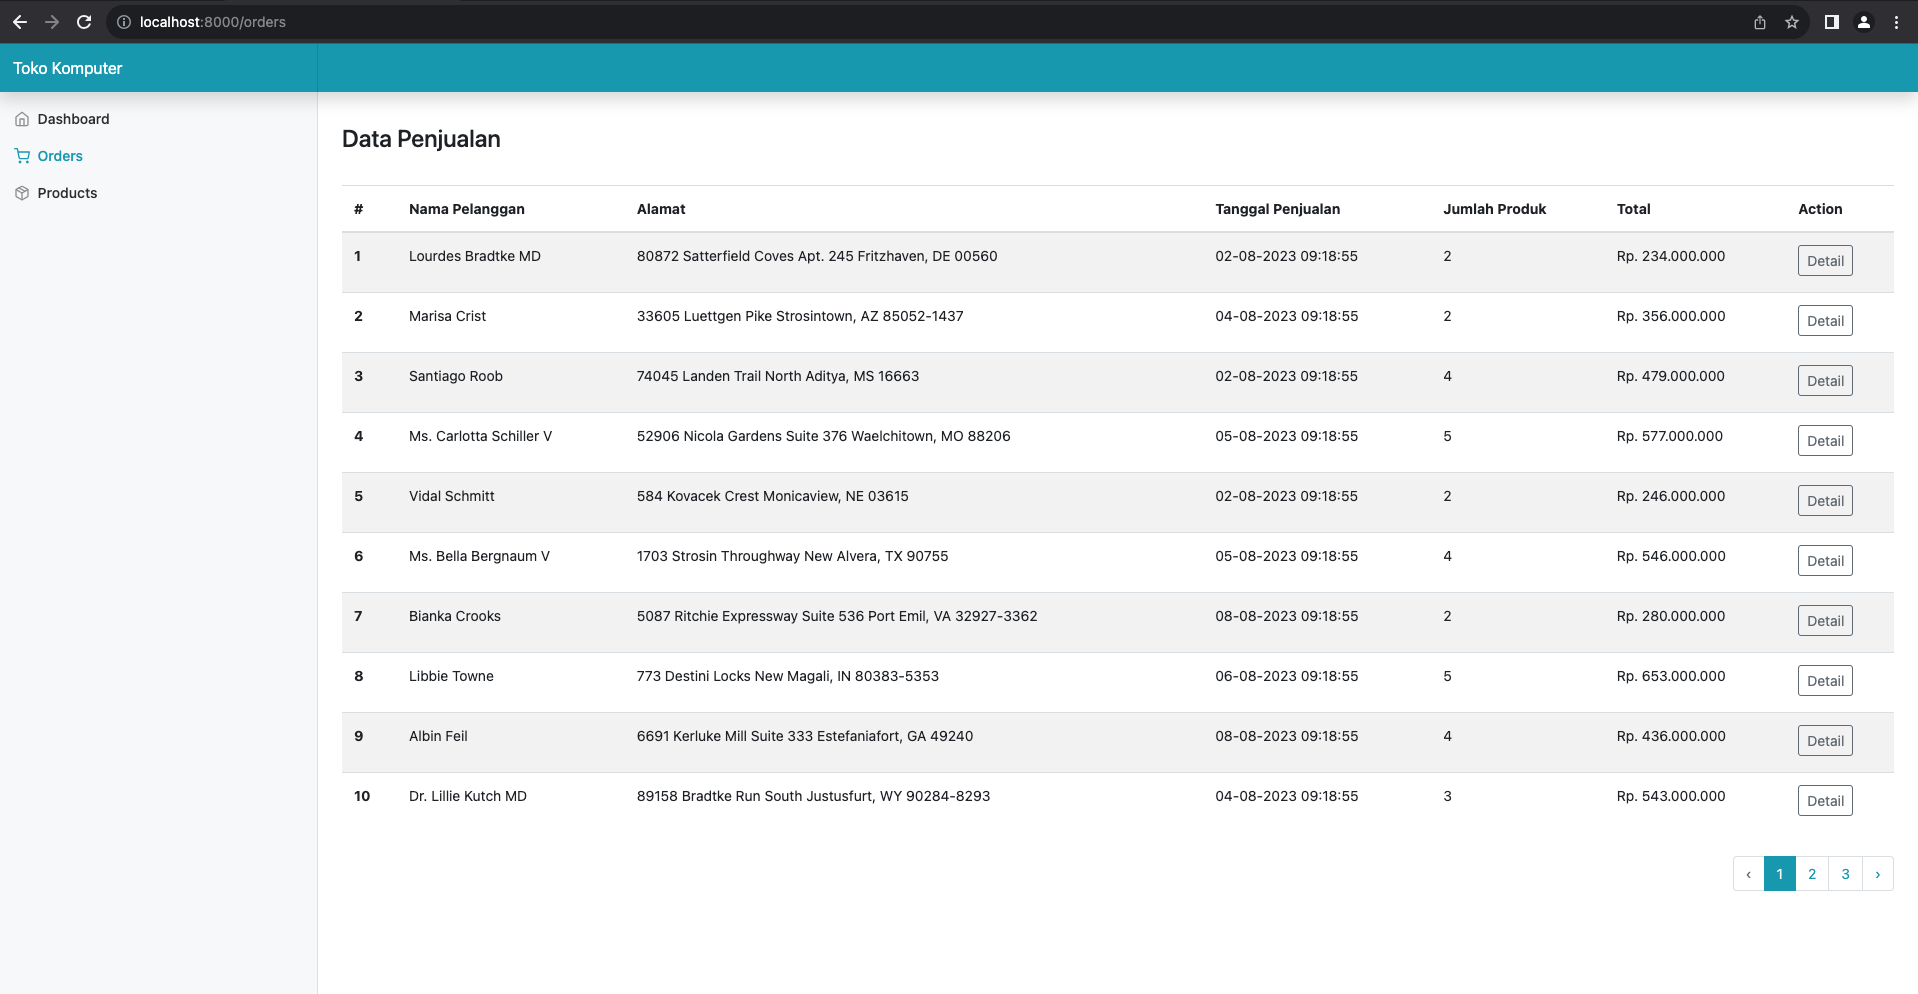 localhost:8000/orders
Toko Komputer
Dashboard
Orders
Products
Data Penjualan
# Nama Pelanggan Alamat Tanggal Penjualan Jumlah Produk Total Action
1 Lourdes Bradtke MD 80872 Satterfield Coves Apt. 245 Fritzhaven, DE 00560 02-08-2023 09:18:55 2 Rp. 234.000.000 Detail
2 Marisa Crist 33605 Luettgen Pike Strosintown, AZ 85052-1437 04-08-2023 09:18:55 2 Rp. 356.000.000 Detail
3 Santiago Roob 74045 Landen Trail North Aditya, MS 16663 02-08-2023 09:18:55 4 Rp. 479.000.000 Detail
4 Ms. Carlotta Schiller V 52906 Nicola Gardens Suite 376 Waelchitown, MO 88206 05-08-2023 09:18:55 5 Rp. 577.000.000 Detail
5 Vidal Schmitt 584 Kovacek Crest Monicaview, NE 03615 02-08-2023 09:18:55 2 Rp. 246.000.000 Detail
6 Ms. Bella Bergnaum V 1703 Strosin Throughway New Alvera, TX 90755 05-08-2023 09:18:55 4 Rp. 546.000.000 Detail
7 Bianka Crooks 5087 Ritchie Expressway Suite 536 Port Emil, VA 32927-3362 08-08-2023 09:18:55 2 Rp. 280.000.000 Detail
8 Libbie Towne 773 Destini Locks New Magali, IN 80383-5353 06-08-2023 09:18:55 5 Rp. 653.000.000 Detail
9 Albin Feil 6691 Kerluke Mill Suite 333 Estefaniafort, GA 49240 08-08-2023 09:18:55 4 Rp. 436.000.000 Detail
10 Dr. Lillie Kutch MD 89158 Bradtke Run South Justusfurt, WY 90284-8293 04-08-2023 09:18:55 3 Rp. 543.000.000 Detail
‹ 1 2 3 ›